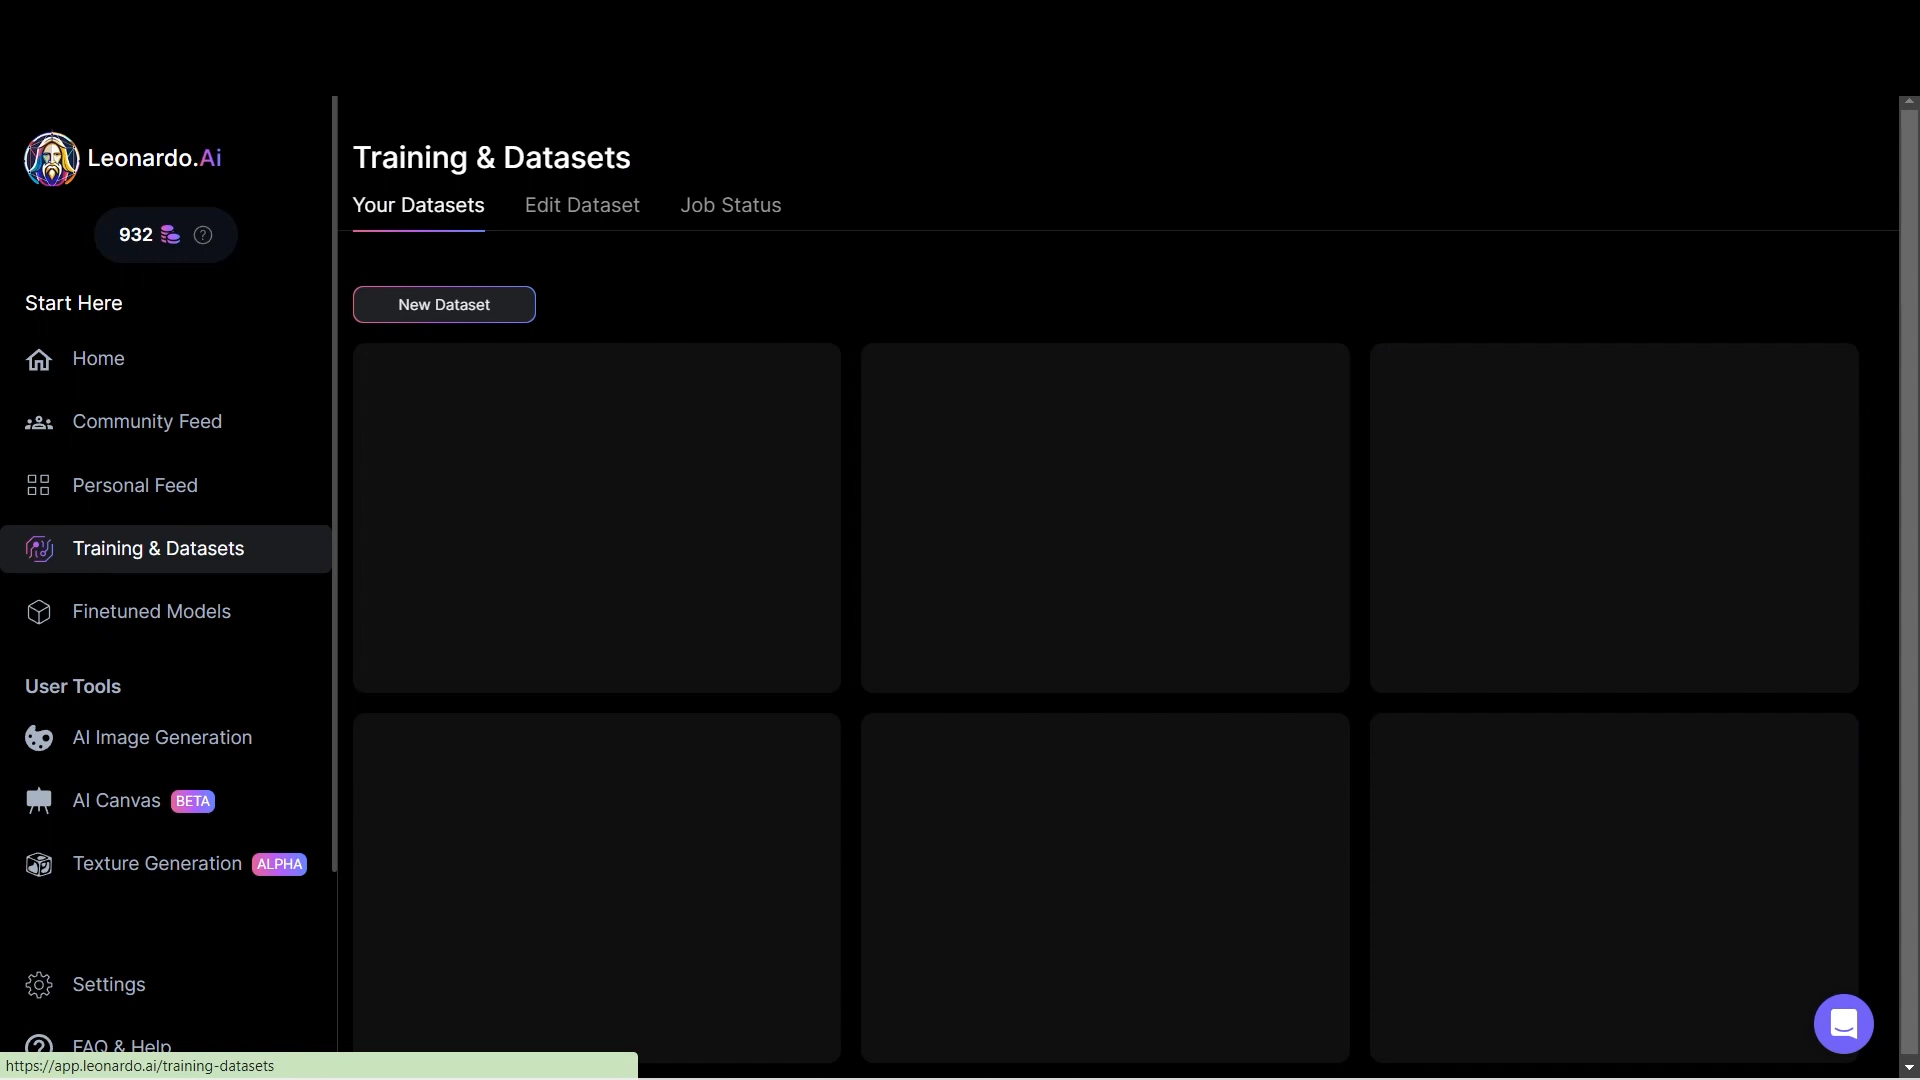 Leonardo.Ai
932
Start Here
Home
Community Feed
Personal Feed
Training & Datasets
Finetuned Models
User Tools
AI Image Generation
AI Canvas BETA
Texture Generation ALPHA
Settings
FAQ & Help
https://app.leonardo.ai/training-datasets
Training & Datasets
Your Datasets Edit Dataset Job Status
New Dataset